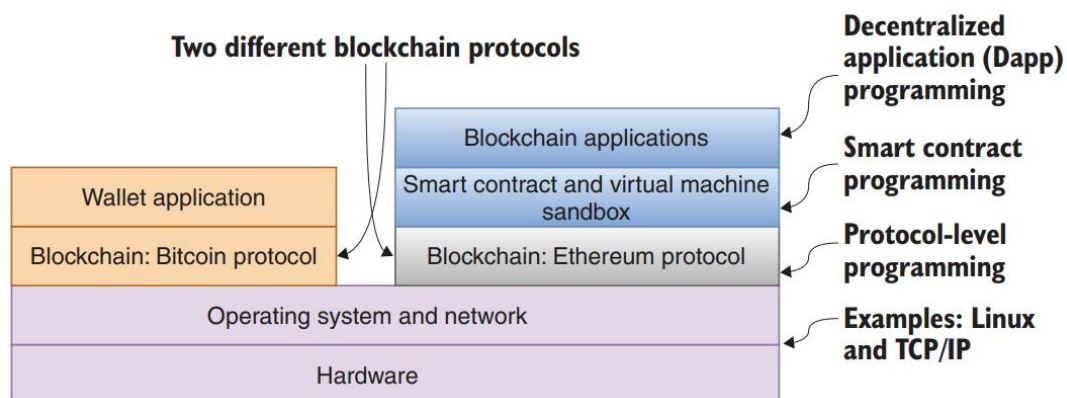 Two different blockchain protocols
Decentralized
application (Dapp)
programming
Blockchain applications
Smart contract
programming
Wallet application
Smart contract and virtual machine
sandbox
Blockchain: Bitcoin protocol
Blockchain: Ethereum protocol
Protocol-level
programming
Operating system and network
Examples: Linux
and TCP/IP
Hardware